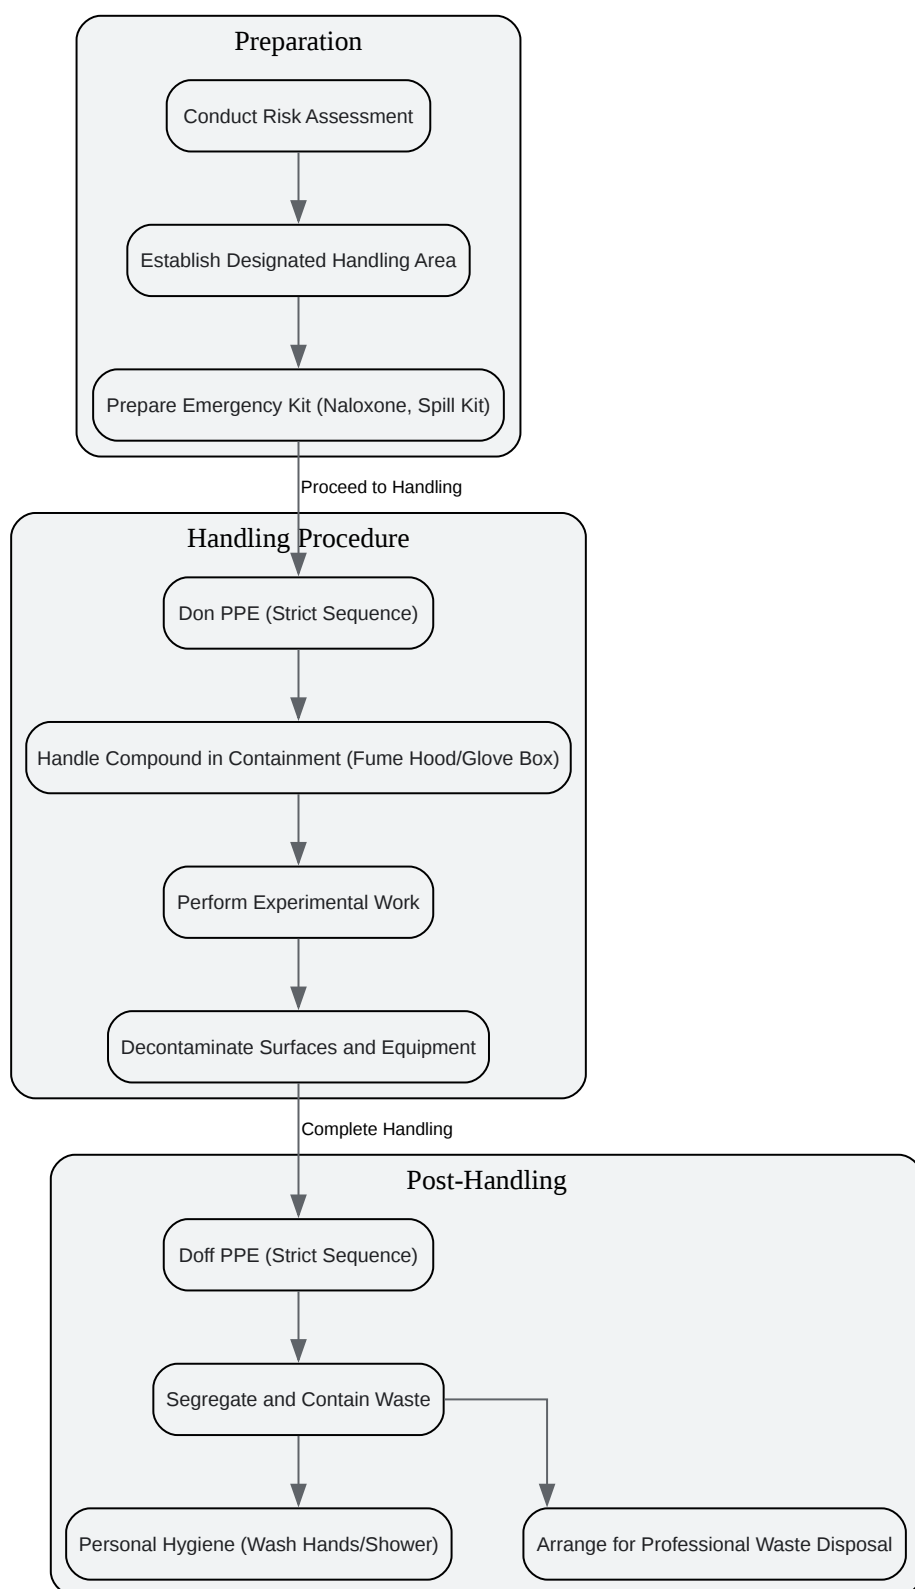 Preparation
Conduct Risk Assessment
Establish Designated Handling Area
Prepare Emergency Kit (Naloxone, Spill Kit)
Proceed to Handling
Handling Procedure
Don PPE (Strict Sequence)
Handle Compound in Containment (Fume Hood/Glove Box)
Perform Experimental Work
Decontaminate Surfaces and Equipment
Complete Handling
Post-Handling
Doff PPE (Strict Sequence)
Segregate and Contain Waste
Personal Hygiene (Wash Hands/Shower)
Arrange for Professional Waste Disposal